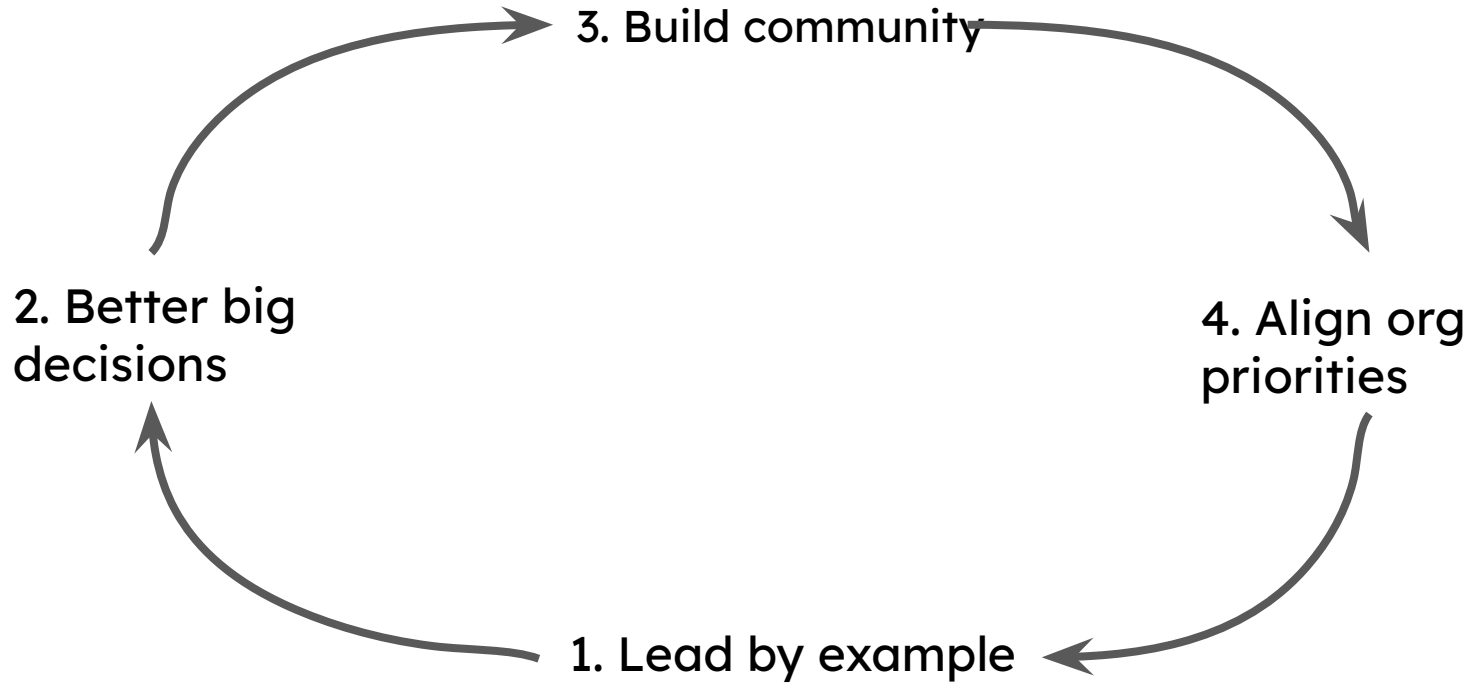 3. Build community
2. Better big
decisions
4. Align org
priorities
1. Lead by example